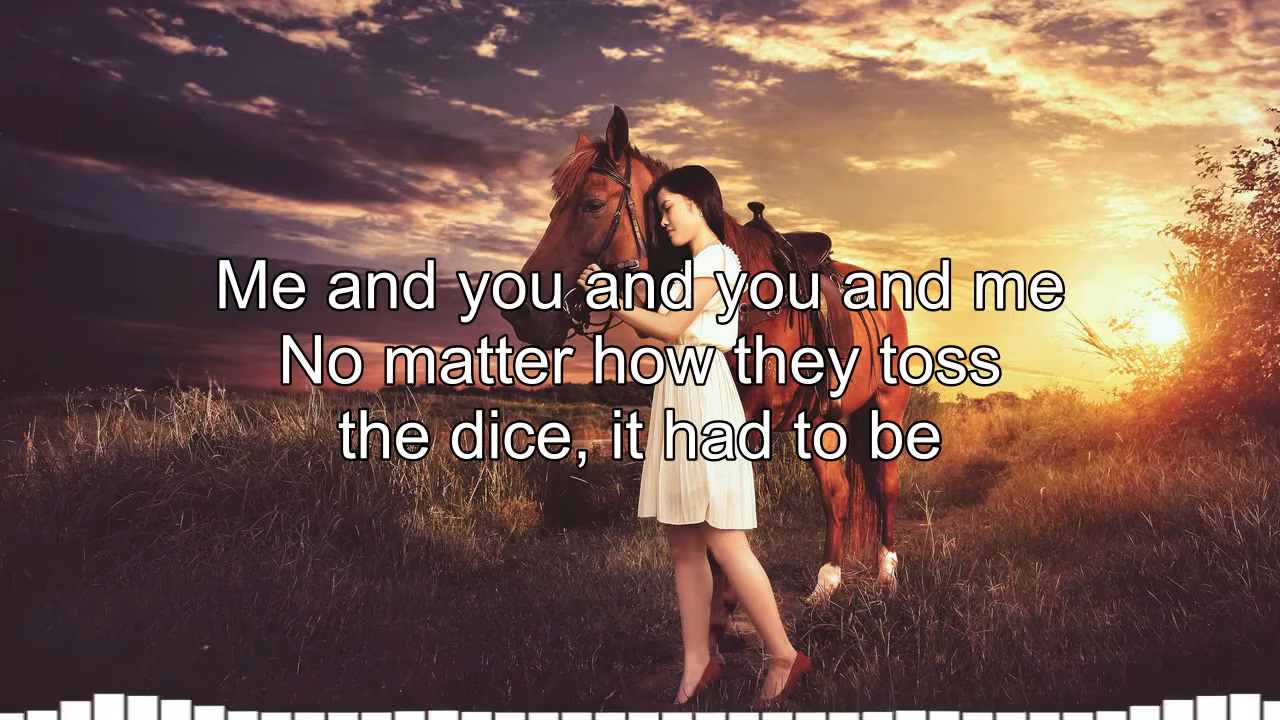 Me and you and you and me
No matter how they toss
the dice, it had to be